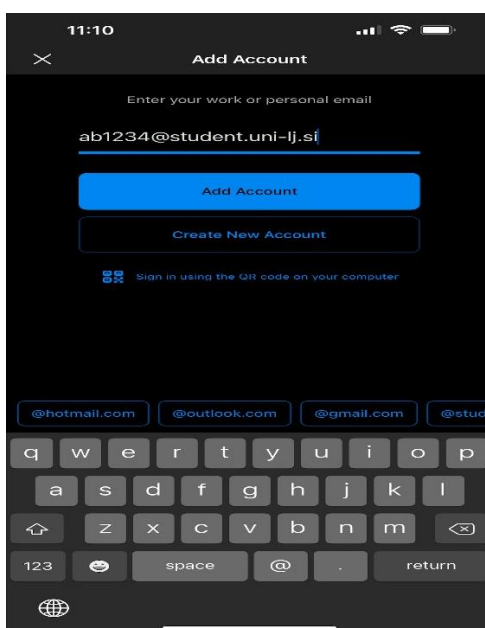 11:10
Add Account
Enter your work or personal email
ab1234@student.uni-lj.si
Add Account
Create New Account
Sign in using the QR code on your computer
@hotmail.com @outlook.com @gmail.com @stud
q w e r t y u i o p
a s d f g h j k l
z x c v b n m
123 space @ . return